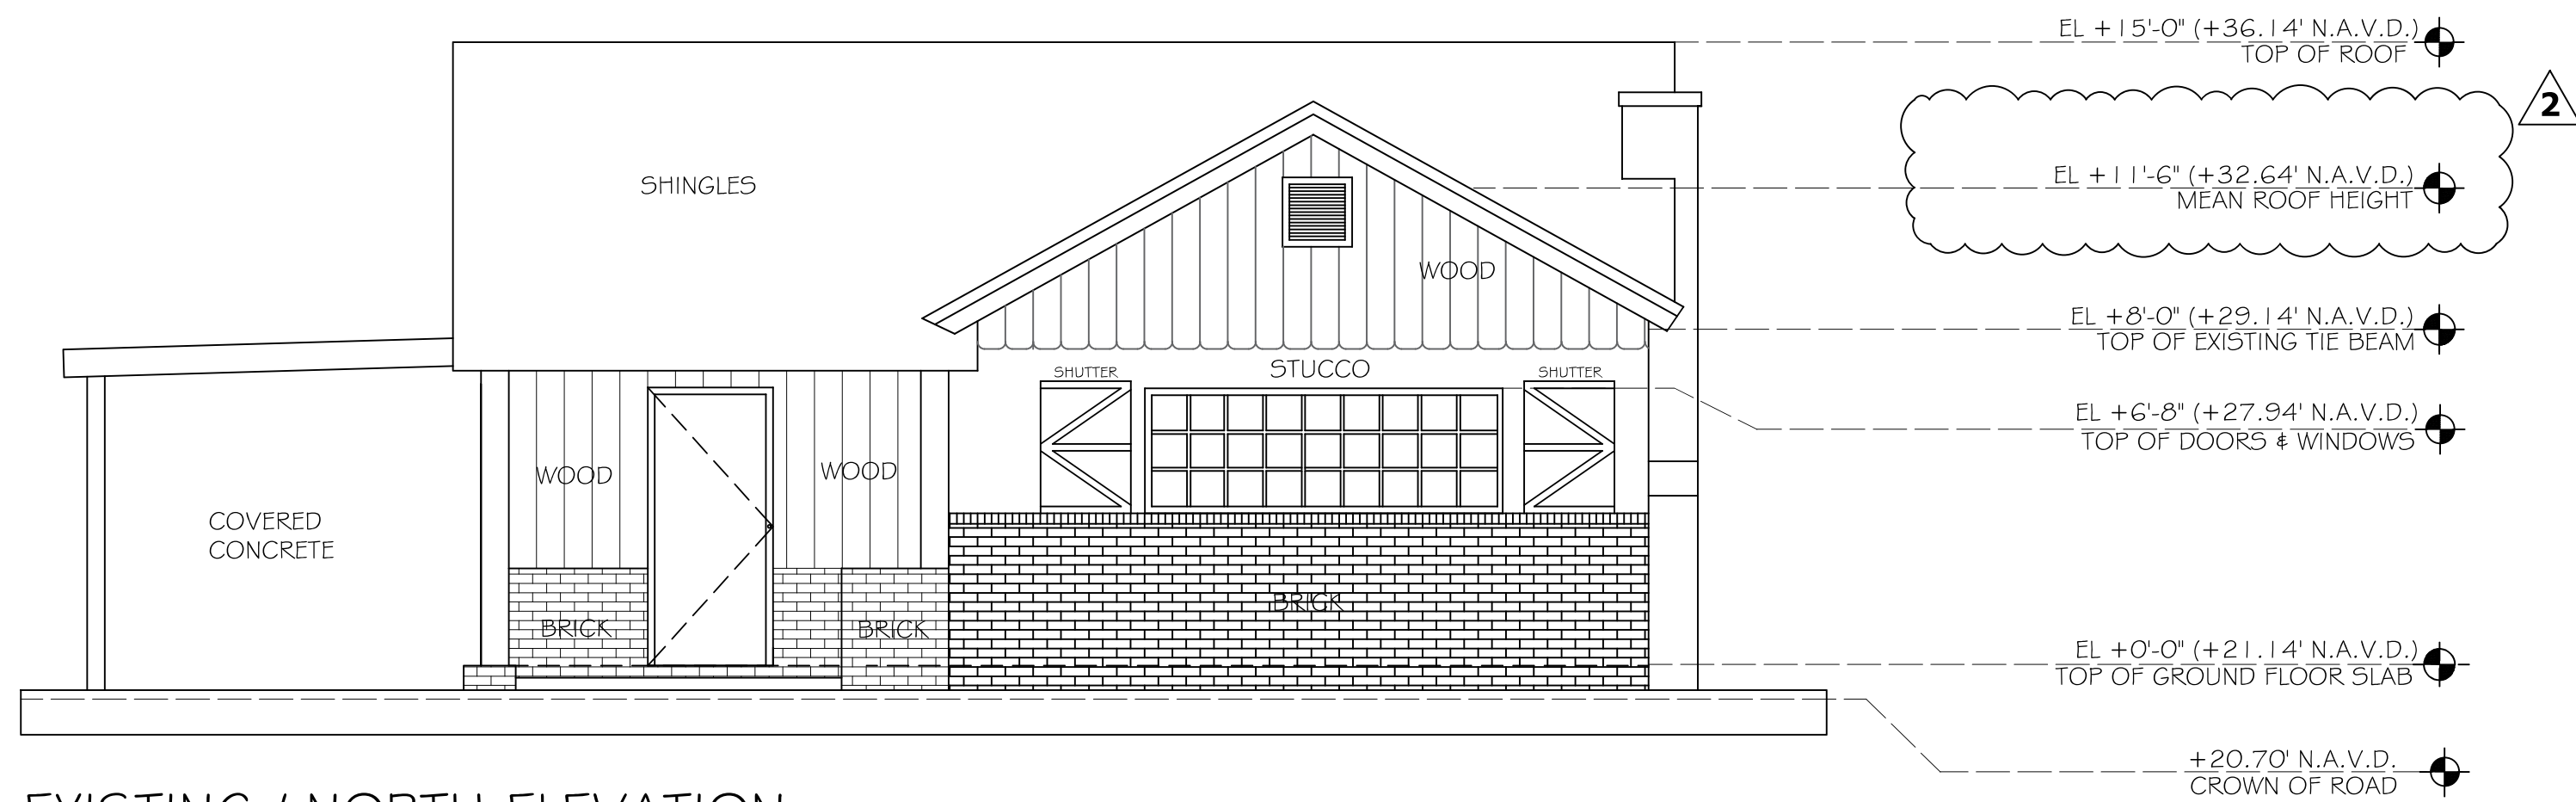 EL +15'-0" (+36.14' N.A.V.D.)
TOP OF ROOF
2
SHINGLES
EL +11'-6" (+32.64' N.A.V.D.)
MEAN ROOF HEIGHT
WOOD
EL +8'-0" (+29.14' N.A.V.D.)
TOP OF EXISTING TIE BEAM
STUCCO
SHUTTER
SHUTTER
EL +6'-8" (+27.94' N.A.V.D.)
TOP OF DOORS & WINDOWS
WOOD
WOOD
COVERED
CONCRETE
BRICK
BRICK
BRICK
EL +0'-0" (+21.14' N.A.V.D.)
TOP OF GROUND FLOOR SLAB
+20.70' N.A.V.D.
CROWN OF ROAD
EXISTING / NORTH ELEVATION